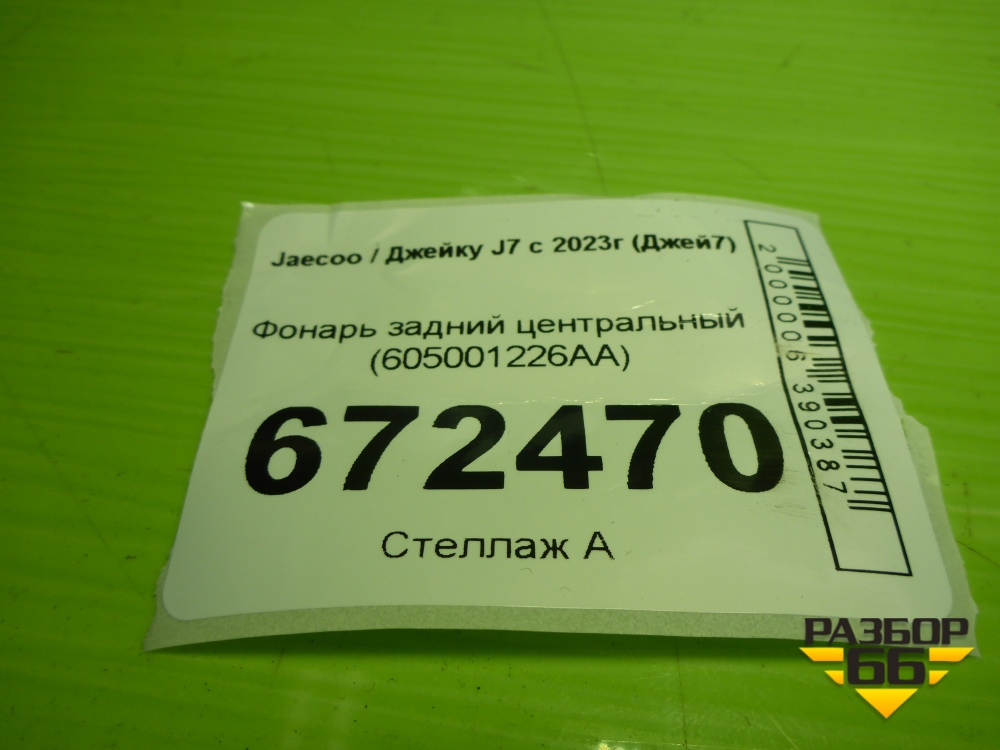 Jaecoo / Джейку J7 с 2023г (Джей7)
Фонарь задний центральный
(605001226AA)
672470
Стеллаж А
2000006390387
РАЗБОР
66